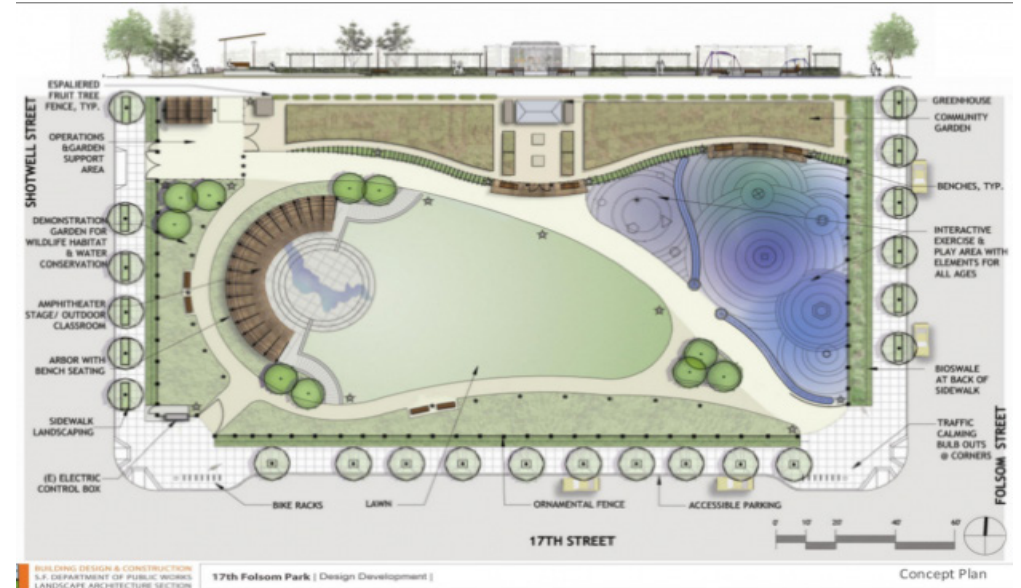 ESPALIERED
FRUIT TREE
FENCE, TYP.
OPERATIONS
&GARDEN
SUPPORT
AREA
SHOTWELL STREET
DEMONSTRATION
GARDEN FOR
WILDLIFE HABITAT
& WATER
CONSERVATION
AMPHITHEATER
STAGE/ OUTDOOR
CLASSROOM
ARBOR WITH
BENCH SEATING
SIDEWALK
LANDSCAPING
(E) ELECTRIC
CONTROL BOX
BIKE RACKS
LAWN
ORNAMENTAL FENCE
ACCESSIBLE PARKING
GREENHOUSE
COMMUNITY
GARDEN
BENCHES, TYP.
INTERACTIVE
EXERCISE &
PLAY AREA WITH
ELEMENTS FOR
ALL AGES
BIOSWALE
AT BACK OF
SIDEWALK
TRAFFIC
CALMING
BULB OUTS
@ CORNERS
FOLSOM STREET
17TH STREET
0' 10' 20' 40' 60'
BUILDING DESIGN & CONSTRUCTION
S.F. DEPARTMENT OF PUBLIC WORKS
LANDSCAPE ARCHITECTURE SECTION
17th Folsom Park | Design Development |
Concept Plan